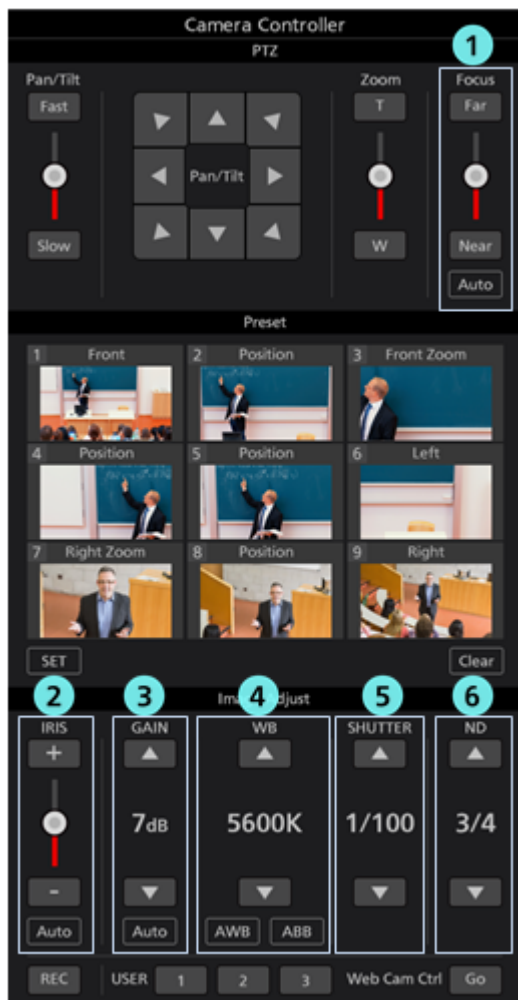 Camera Controller
PTZ
1
Pan/Tilt
Zoom
Focus
Fast
T
Far
Pan/Tilt
Slow
W
Near
Auto
Preset
1 Front
2 Position
3 Front Zoom
4 Position
5 Position
6 Left
7 Right Zoom
8 Position
9 Right
SET
Clear
2 3 4 5 6
Adjust
IRIS
GAIN
WB
SHUTTER
ND
+
7dB
5600K
1/100
3/4
-
Auto
Auto
AWB
ABB
REC
USER
1
2
3
Web Cam Ctrl
Go